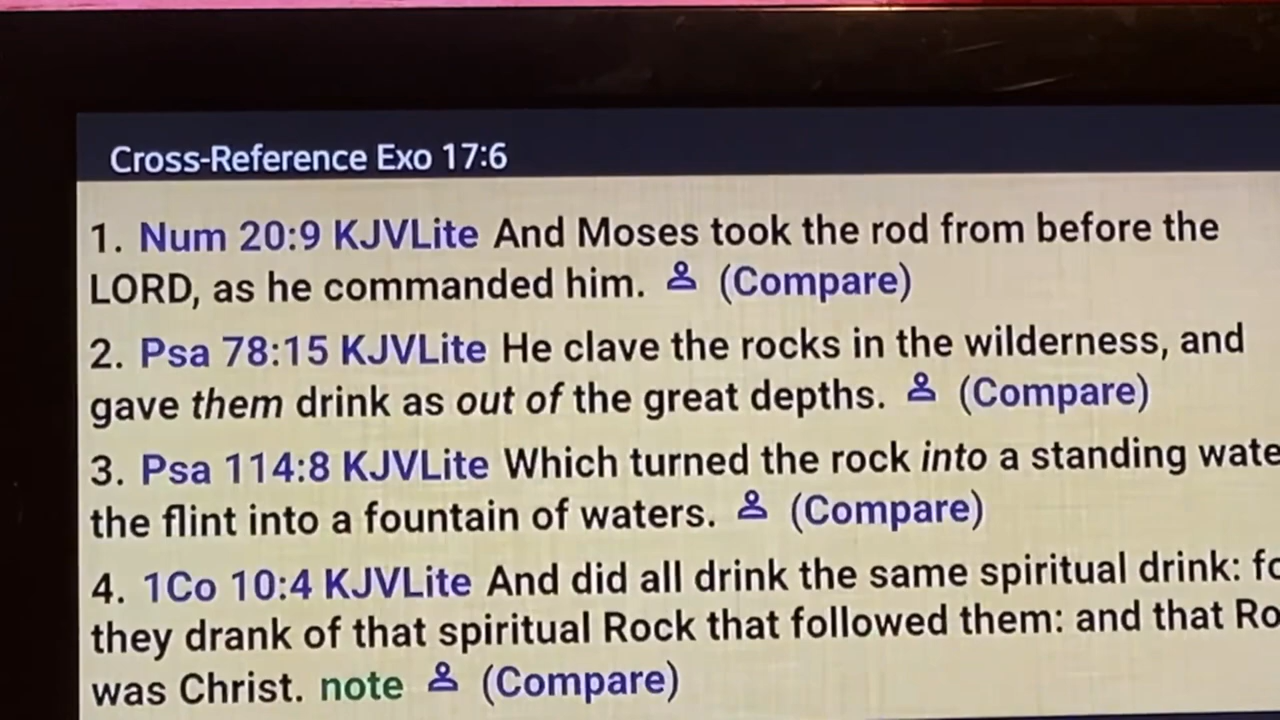 Cross-Reference Exo 17:6
1. Num 20:9 KJVLite And Moses took the rod from before the
LORD, as he commanded him. (Compare)
2. Psa 78:15 KJVLite He clave the rocks in the wilderness, and
gave them drink as out of the great depths. (Compare)
3. Psa 114:8 KJVLite Which turned the rock into a standing
the flint into a fountain of waters. (Compare)
4. 1Co 10:4 KJVLite And did all drink the same spiritual drink:
they drank of that spiritual Rock that followed them: and that
was Christ. note (Compare)